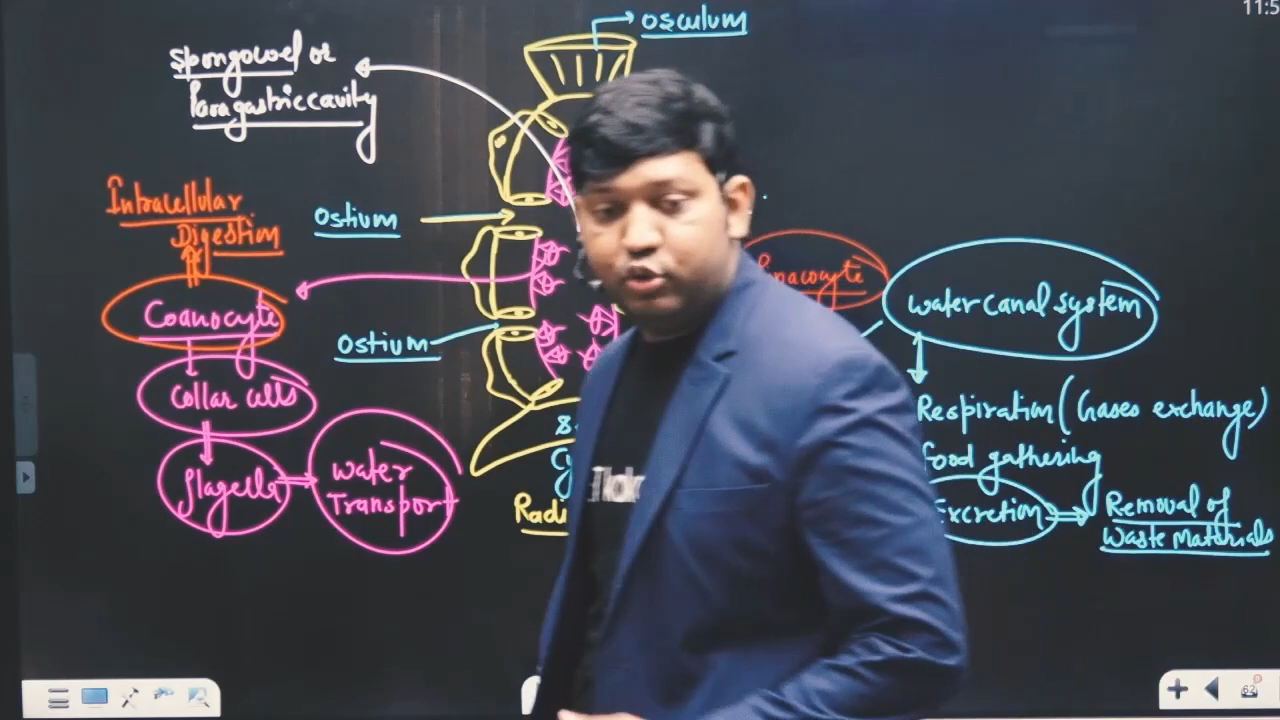 11:5
osculum
Spongocoel or
Paragastric cavity
Intracellular
Digestion
Ostium
Coanocyte
Ostium
Collar cells
flagella
water
Transport
water canal system
Respiration (Gases exchange)
food gathering
Excretion
Removal of
waste Materials
62